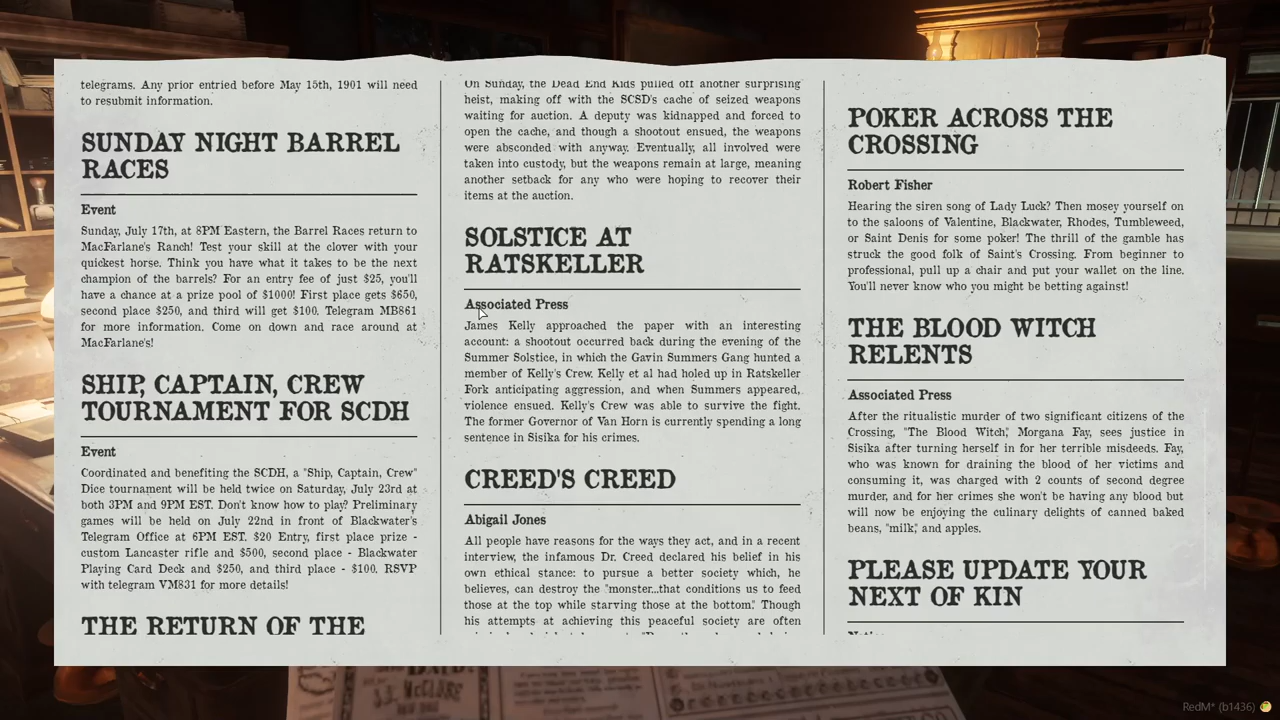 telegrams. Any prior entried before May 15th, 1901 will need
to resubmit information.
SUNDAY NIGHT BARREL
RACES
Event
Sunday, July 17th, at 8PM Eastern, the Barrel Races return to
MacFarlane's Ranch! Test your skill at the clover with your
quickest horse. Think you have what it takes to be the next
champion of the barrels? For an entry fee of just $25, you'll
have a chance at a prize pool of $1000! First place gets $650,
second place $250, and third will get $100. Telegram MB861
for more information. Come on down and race around at
MacFarlane's!
SHIP, CAPTAIN, CREW
TOURNAMENT FOR SCDH
Event
Coordinated and benefiting the SCDH, a "Ship, Captain, Crew"
Dice tournament will be held twice on Saturday, July 23rd at
both 3PM and 9PM EST. Don't know how to play? Preliminary
games will be held on July 22nd in front of Blackwater's
Telegram Office at 6PM EST. $20 Entry, first place prize -
custom Lancaster rifle and $500, second place - Blackwater
Playing Card Deck and $250, and third place - $100. RSVP
with telegram VM831 for more details!
THE RETURN OF THE
On Sunday, the Dead End Kids pulled off another surprising
heist, making off with the SCSD's cache of seized weapons
waiting for auction. A deputy was kidnapped and forced to
open the cache, and though a shootout ensued, the weapons
were absconded with anyway. Eventually, all involved were
taken into custody, but the weapons remain at large, meaning
another setback for any who were hoping to recover their
items at the auction.
SOLSTICE AT
RATSKELLER
Associated Press
James Kelly approached the paper with an interesting
account: a shootout occurred back during the evening of the
Summer Solstice, in which the Gavin Summers Gang hunted a
member of Kelly's Crew. Kelly et al had holed up in Ratskeller
Fork anticipating aggression, and when Summers appeared,
violence ensued. Kelly's Crew was able to survive the fight.
The former Governor of Van Horn is currently spending a long
sentence in Sisika for his crimes.
CREED'S CREED
Abigail Jones
All people have reasons for the ways they act, and in a recent
interview, the infamous Dr. Creed declared his belief in his
own ethical stance: to pursue a better society which, he
believes, can destroy the "monster...that conditions us to feed
those at the top while starving those at the bottom." Though
his attempts at achieving this peaceful society are often
POKER ACROSS THE
CROSSING
Robert Fisher
Hearing the siren song of Lady Luck? Then mosey yourself on
to the saloons of Valentine, Blackwater, Rhodes, Tumbleweed,
or Saint Denis for some poker! The thrill of the gamble has
struck the good folk of Saint's Crossing. From beginner to
professional, pull up a chair and put your wallet on the line.
You'll never know who you might be betting against!
THE BLOOD WITCH
RELENTS
Associated Press
After the ritualistic murder of two significant citizens of the
Crossing, "The Blood Witch," Morgana Fay, sees justice in
Sisika after turning herself in for her terrible misdeeds. Fay,
who was known for draining the blood of her victims and
consuming it, was charged with 2 counts of second degree
murder, and for her crimes she won't be having any blood but
will now be enjoying the culinary delights of canned baked
beans, "milk," and apples.
PLEASE UPDATE YOUR
NEXT OF KIN
RedM* (b1436)